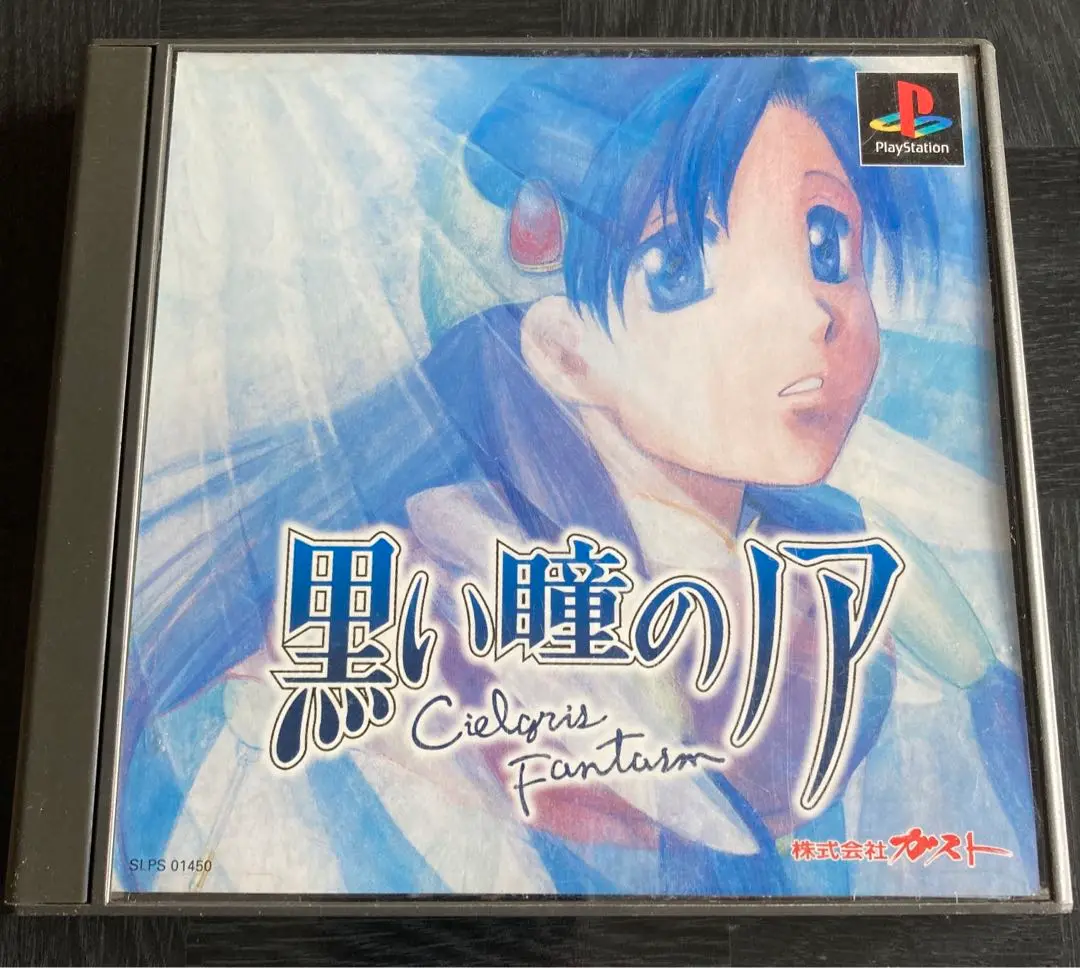 PlayStation
黒い瞳のノア
Cielgris
Fantasm
株式会社ガスト
SLPS 01450